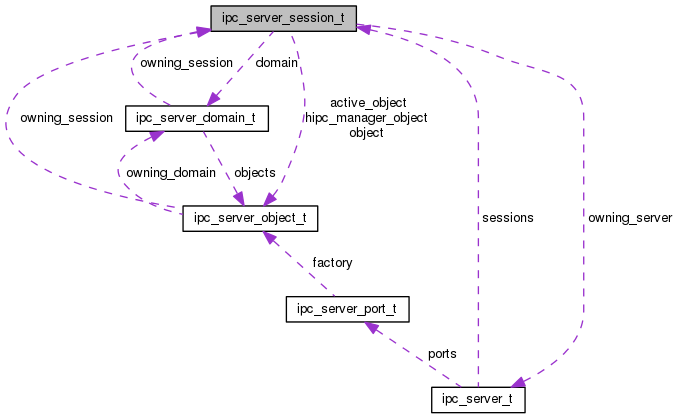 ipc_server_session_t
owning_session
domain
active_object
hipc_manager_object
object
owning_session
ipc_server_domain_t
owning_domain
objects
ipc_server_object_t
sessions
owning_server
factory
ipc_server_port_t
ports
ipc_server_t